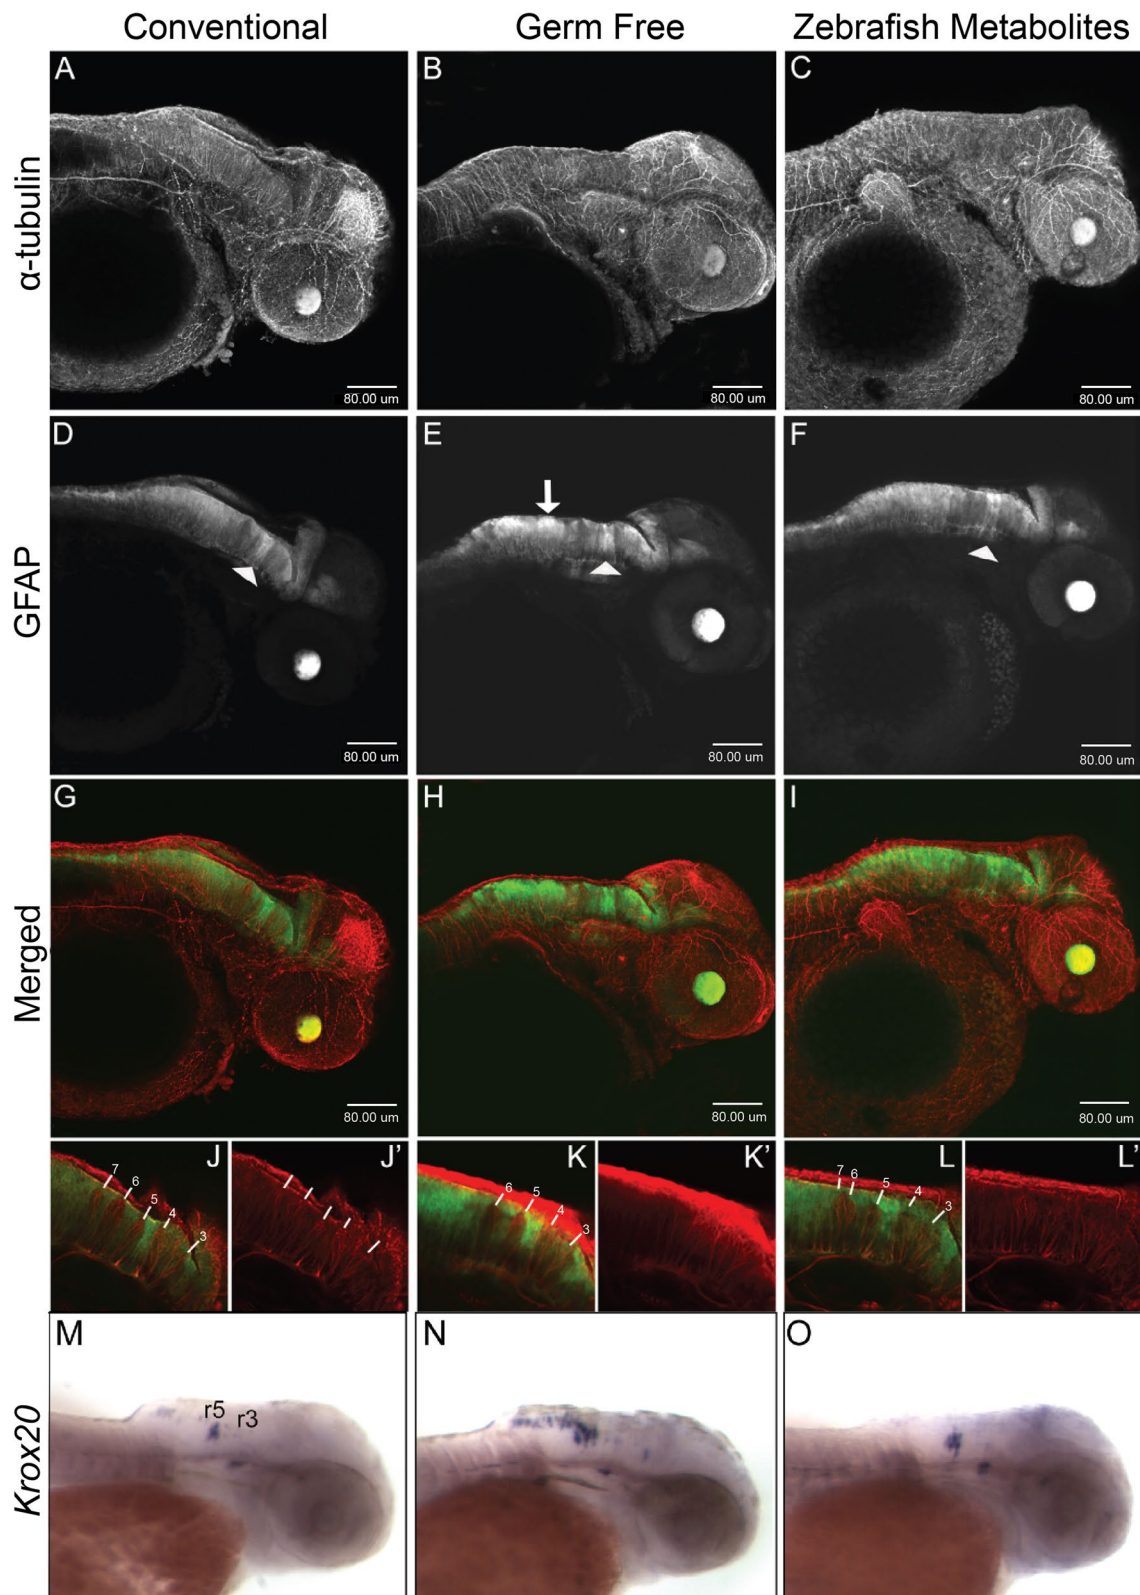 Conventional
Germ Free
Zebrafish Metabolites
α-tubulin
A
80.00 um
B
80.00 um
C
80.00 um
GFAP
D
80.00 um
E
80.00 um
F
80.00 um
Merged
G
80.00 um
H
80.00 um
I
80.00 um
J
7
6
5
4
3
J’
K
6
5
4
3
K’
L
7
6
5
4
3
L’
Krox20
M
r5
r3
N
O